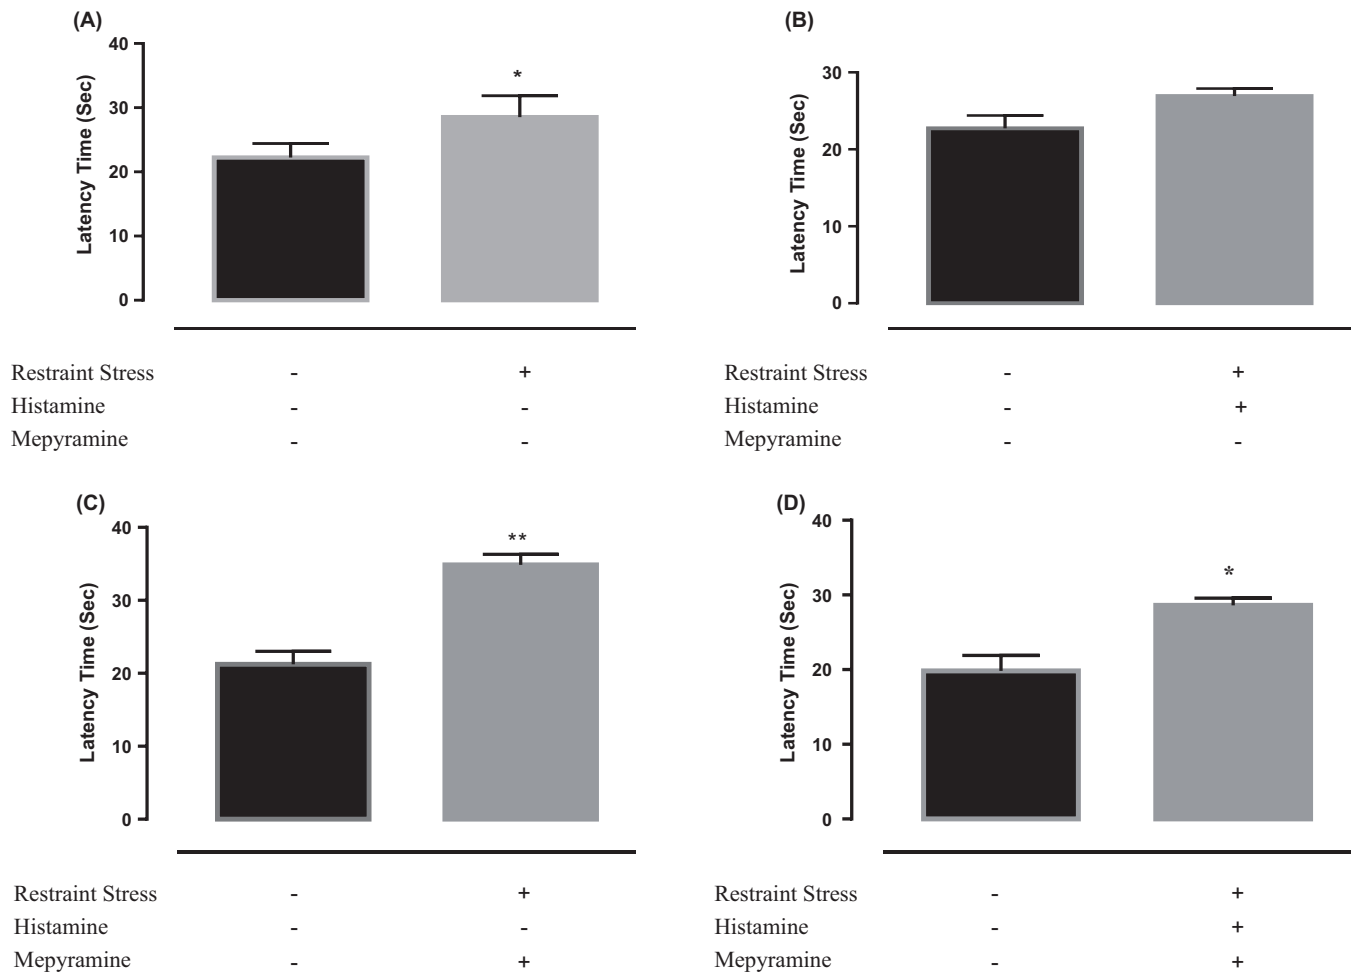 (A)
40
30
20
10
0
Latency Time (Sec)
*
Restraint Stress - +
Histamine - -
Mepyramine - -
(B)
30
20
10
0
Latency Time (Sec)
Restraint Stress - +
Histamine - +
Mepyramine - -
(C)
40
30
20
10
0
Latency Time (Sec)
**
Restraint Stress - +
Histamine - -
Mepyramine - +
(D)
40
30
20
10
0
Latency Time (Sec)
*
Restraint Stress - +
Histamine - +
Mepyramine - +